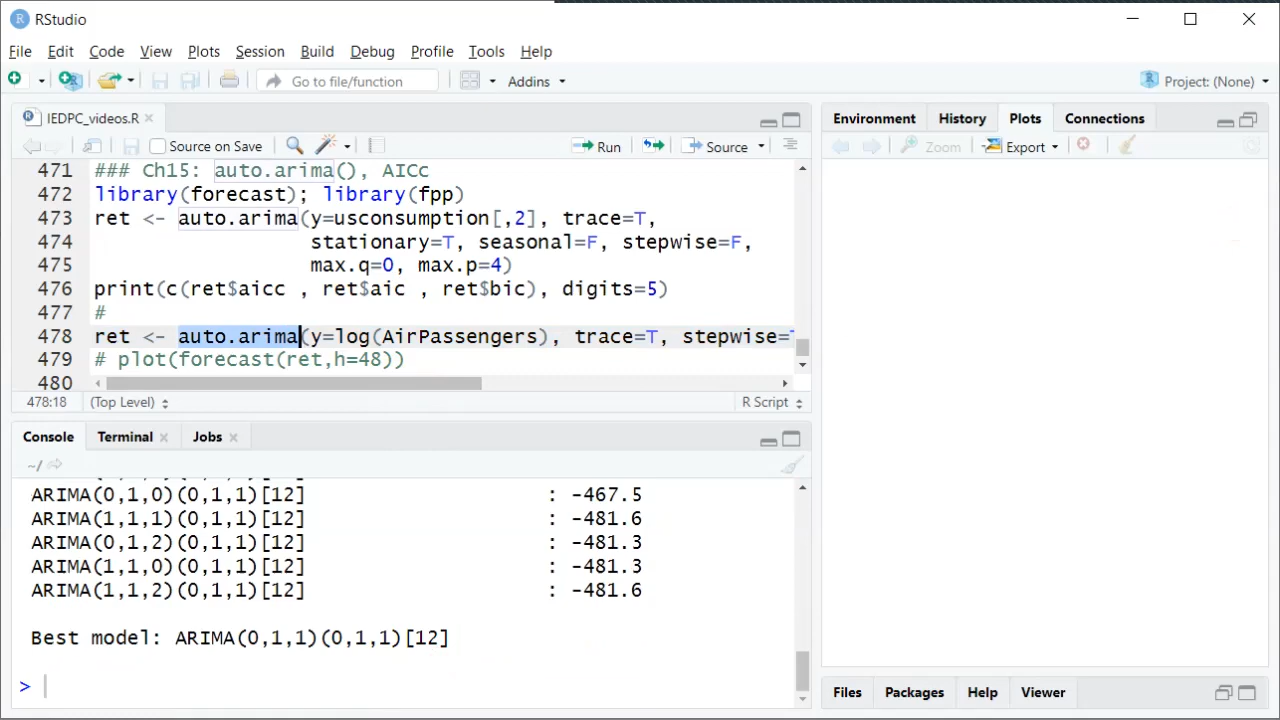 RStudio
File Edit Code View Plots Session Build Debug Profile Tools Help
Go to file/function Addins Project: (None)
IEDPC_videos.R
Source on Save Run Source
471 ### Ch15: auto.arima(), AICc
472 library(forecast); library(fpp)
473 ret <- auto.arima(y=usconsumption[,2], trace=T,
474 stationary=T, seasonal=F, stepwise=F,
475 max.q=0, max.p=4)
476 print(c(ret$aicc , ret$aic , ret$bic), digits=5)
477 #
478 ret <- auto.arima(y=log(AirPassengers), trace=T, stepwise=
479 # plot(forecast(ret,h=48))
480
478:18 (Top Level) R Script
Console Terminal Jobs
~/
ARIMA(0,1,0)(0,1,1)[12] : -467.5
ARIMA(1,1,1)(0,1,1)[12] : -481.6
ARIMA(0,1,2)(0,1,1)[12] : -481.3
ARIMA(1,1,0)(0,1,1)[12] : -481.3
ARIMA(1,1,2)(0,1,1)[12] : -481.6
Best model: ARIMA(0,1,1)(0,1,1)[12]
>
Environment History Plots Connections
Zoom Export
Files Packages Help Viewer